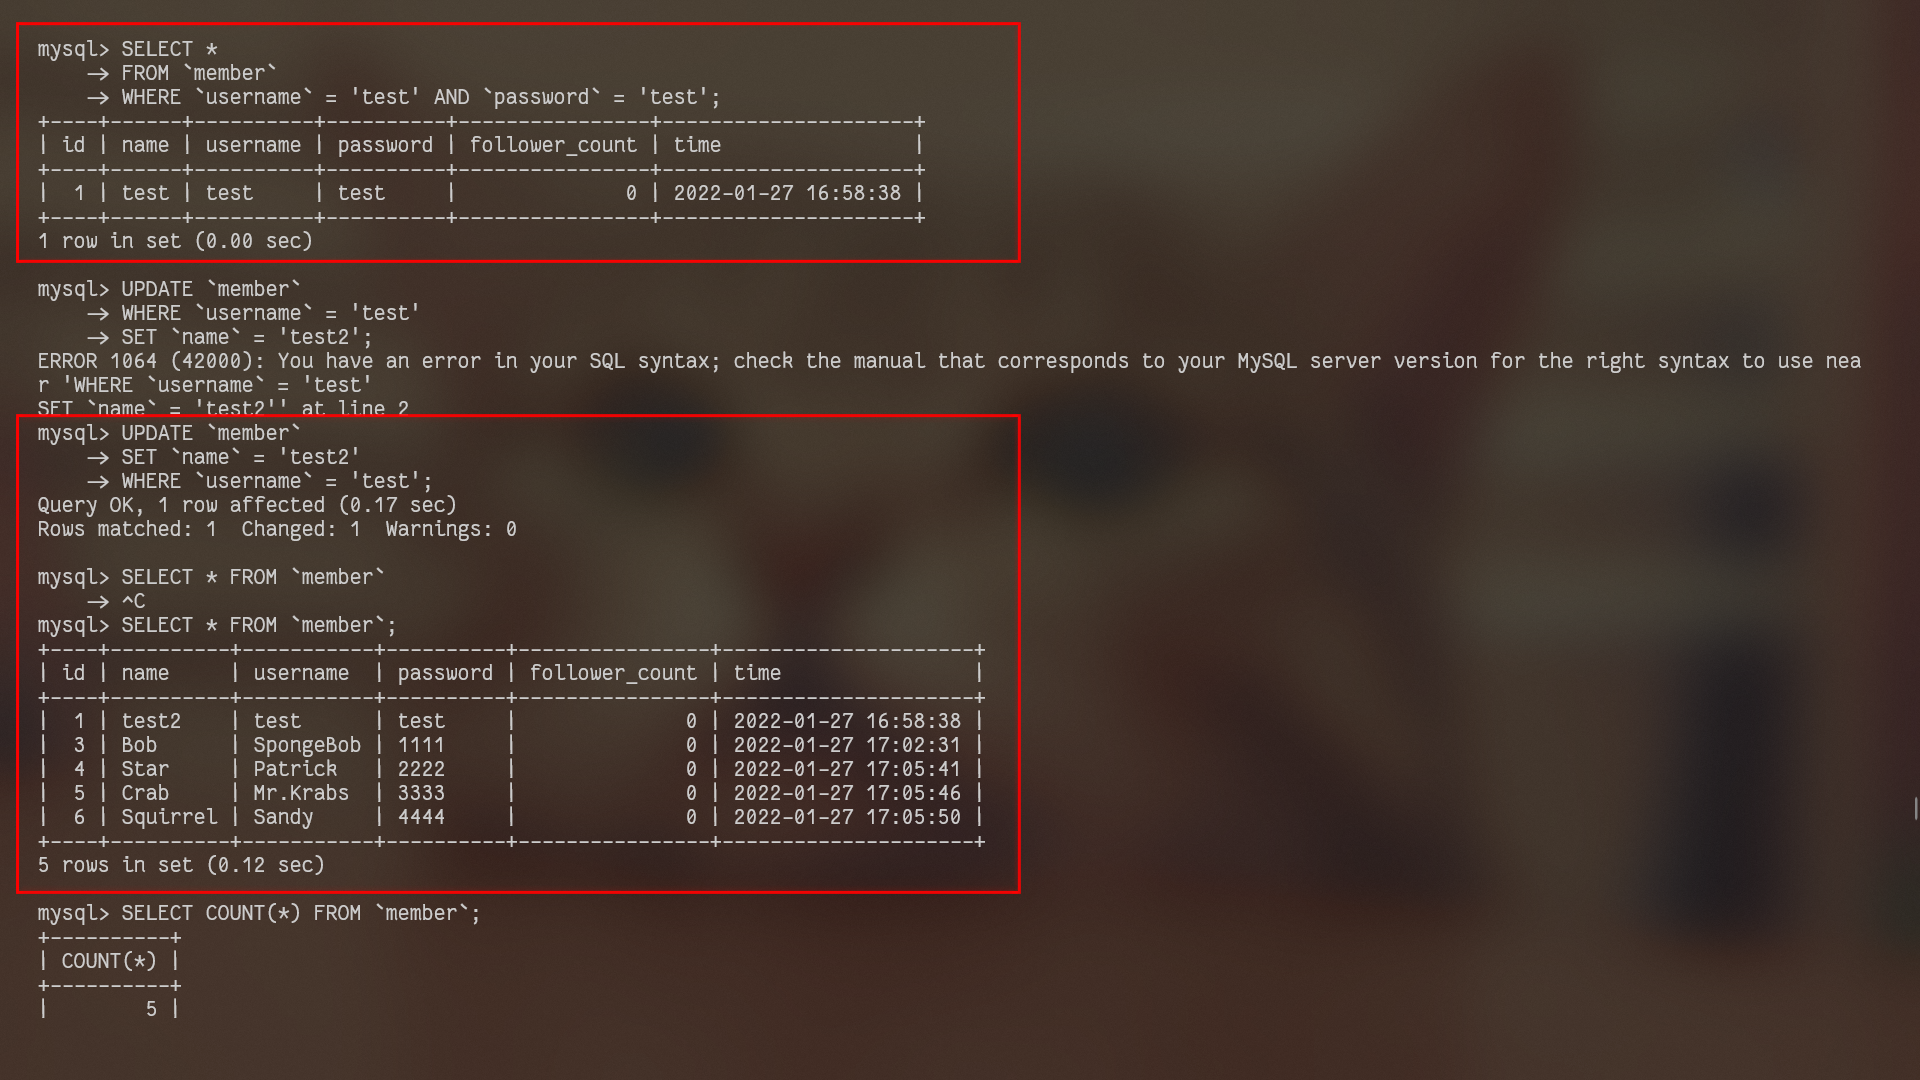 mysql> SELECT *
    → FROM `member`
    → WHERE `username` = 'test' AND `password` = 'test';
+----+------+----------+----------+----------------+---------------------+
| id | name | username | password | follower_count | time                |
+----+------+----------+----------+----------------+---------------------+
|  1 | test | test     | test     |              0 | 2022-01-27 16:58:38 |
+----+------+----------+----------+----------------+---------------------+
1 row in set (0.00 sec)

mysql> UPDATE `member`
    → WHERE `username` = 'test'
    → SET `name` = 'test2';
ERROR 1064 (42000): You have an error in your SQL syntax; check the manual that corresponds to your MySQL server version for the right syntax to use nea
r 'WHERE `username` = 'test'
SET `name` = 'test2'' at line 2
mysql> UPDATE `member`
    → SET `name` = 'test2'
    → WHERE `username` = 'test';
Query OK, 1 row affected (0.17 sec)
Rows matched: 1  Changed: 1  Warnings: 0

mysql> SELECT * FROM `member`
    → ^C
mysql> SELECT * FROM `member`;
+----+----------+-----------+----------+----------------+---------------------+
| id | name     | username  | password | follower_count | time                |
+----+----------+-----------+----------+----------------+---------------------+
|  1 | test2    | test      | test     |              0 | 2022-01-27 16:58:38 |
|  3 | Bob      | SpongeBob | 1111     |              0 | 2022-01-27 17:02:31 |
|  4 | Star     | Patrick   | 2222     |              0 | 2022-01-27 17:05:41 |
|  5 | Crab     | Mr.Krabs  | 3333     |              0 | 2022-01-27 17:05:46 |
|  6 | Squirrel | Sandy     | 4444     |              0 | 2022-01-27 17:05:50 |
+----+----------+-----------+----------+----------------+---------------------+
5 rows in set (0.12 sec)

mysql> SELECT COUNT(*) FROM `member`;
+----------+
| COUNT(*) |
+----------+
|        5 |